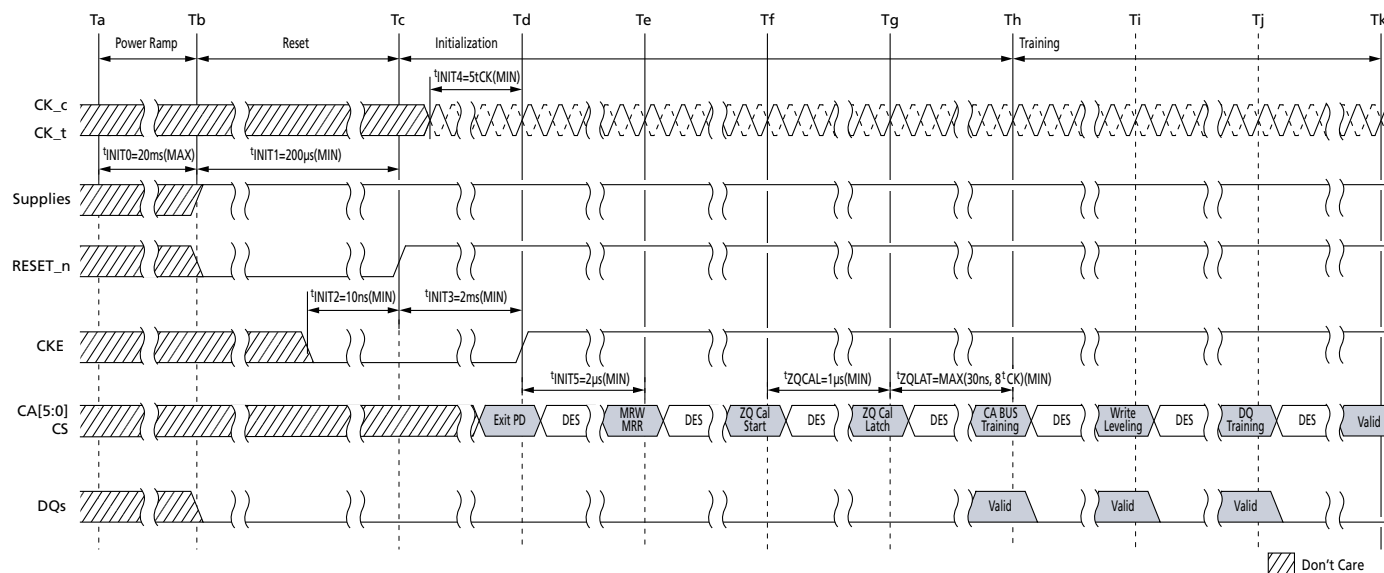 Ta Tb Tc Td Te Tf Tg Th Ti Tj Tk
Power Ramp Reset Initialization Training
tINIT4=5tCK(MIN)
CK_c
CK_t
tINIT0=20ms(MAX) tINIT1=200μs(MIN)
Supplies
RESET_n
tINIT2=10ns(MIN) tINIT3=2ms(MIN)
CKE
tINIT5=2μs(MIN) tZQCAL=1μs(MIN) tZQLAT=MAX(30ns, 8tCK)(MIN)
CA[5:0]
CS
Exit PD DES MRW MRR DES ZQ Cal Start DES ZQ Cal Latch DES CA BUS Training DES Write Leveling DES DQ Training DES Valid
DQs Valid Valid Valid
Don't Care